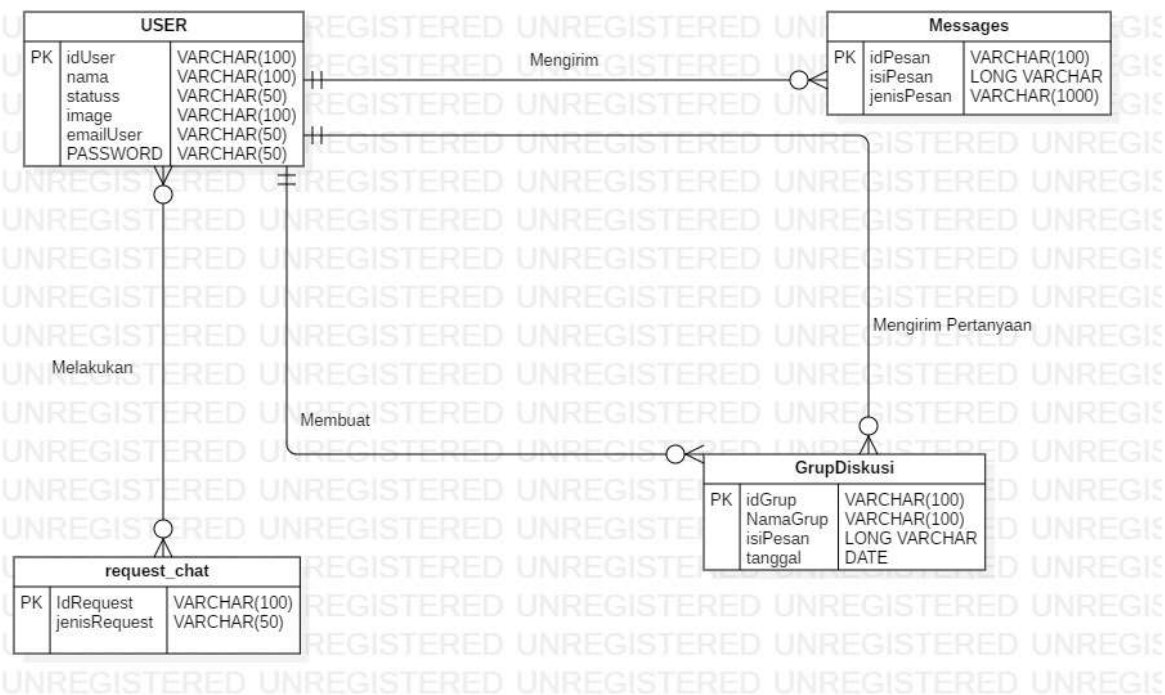 USER
PK idUser VARCHAR(100)
nama VARCHAR(100)
statuss VARCHAR(50)
image VARCHAR(100)
emailUser VARCHAR(50)
PASSWORD VARCHAR(50)
Mengirim
Messages
PK idPesan VARCHAR(100)
isiPesan LONG VARCHAR
jenisPesan VARCHAR(1000)
Mengirim Pertanyaan
Melakukan
Membuat
GrupDiskusi
PK idGrup VARCHAR(100)
NamaGrup VARCHAR(100)
isiPesan LONG VARCHAR
tanggal DATE
request_chat
PK IdRequest VARCHAR(100)
jenisRequest VARCHAR(50)
UNREGISTERED